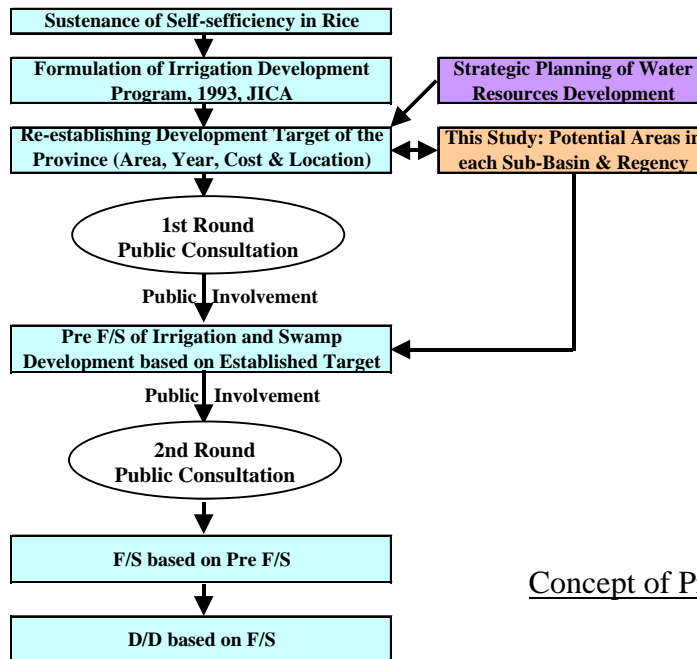 Sustenance of Self-sefficiency in Rice
Formulation of Irrigation Development
Program, 1993, JICA
Strategic Planning of Water
Resources Development
Re-establishing Development Target of the
Province (Area, Year, Cost & Location)
This Study: Potential Areas in
each Sub-Basin & Regency
1st Round
Public Consultation
Public Involvement
Pre F/S of Irrigation and Swamp
Development based on Established Target
Public Involvement
2nd Round
Public Consultation
F/S based on Pre F/S
Concept of
D/D based on F/S